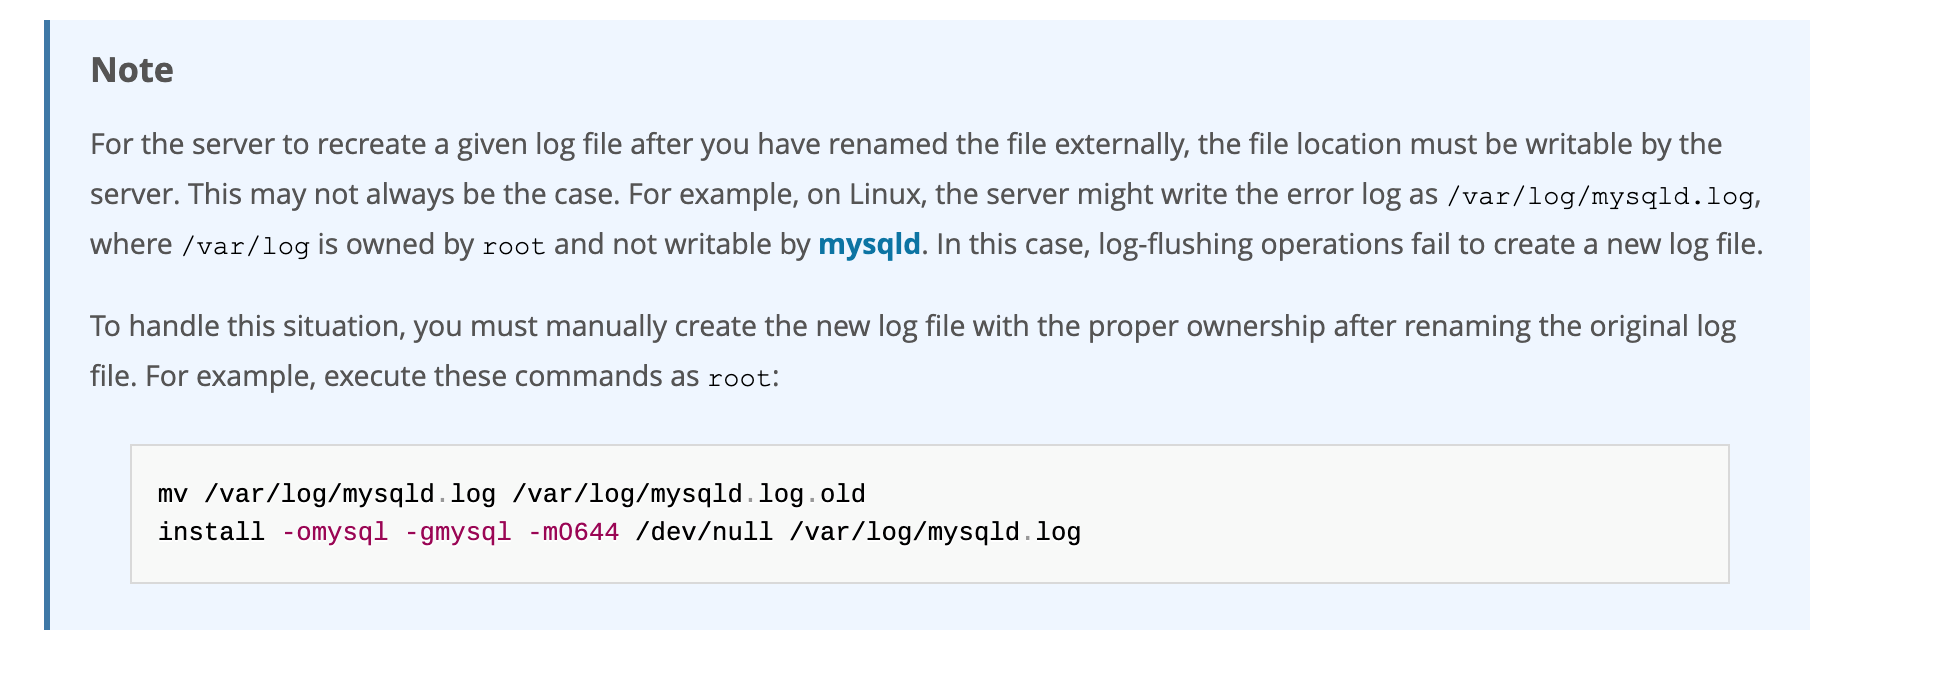 Note
For the server to recreate a given log file after you have renamed the file externally, the file location must be writable by the
server. This may not always be the case. For example, on Linux, the server might write the error log as /var/log/mysqld.log,
where /var/log is owned by root and not writable by mysqld. In this case, log-flushing operations fail to create a new log file.
To handle this situation, you must manually create the new log file with the proper ownership after renaming the original log
file. For example, execute these commands as root:
mv /var/log/mysqld.log /var/log/mysqld.log.old
install -omysql -gmysql -m0644 /dev/null /var/log/mysqld.log